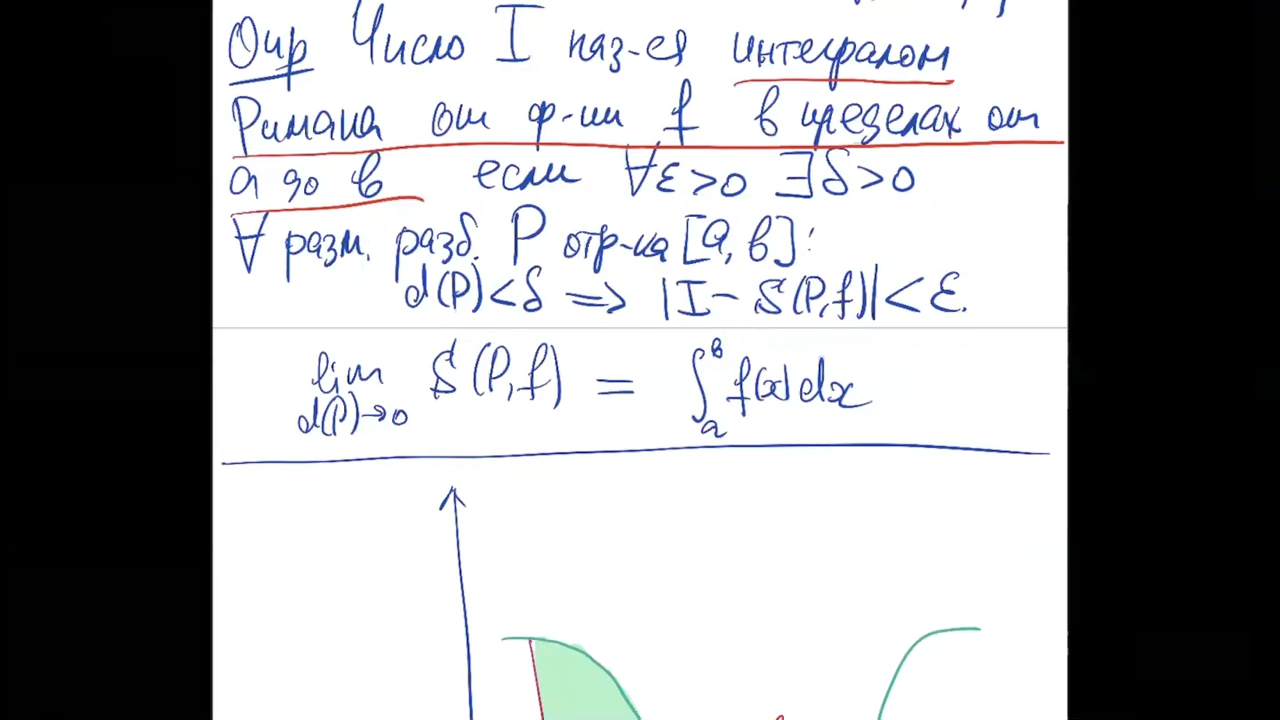 Опр Число I наз-ся интегралом
Римана от ф-ии f в пределах от
a до b если ∀ε>0 ∃δ>0
∀ разм. разб. P отр-ка [a, b]:
d(P)<δ ⟹ |I - S(P,f)|<ε.
lim S(P,f) = ∫ₐᵇ f(x)dx
d(P)→0